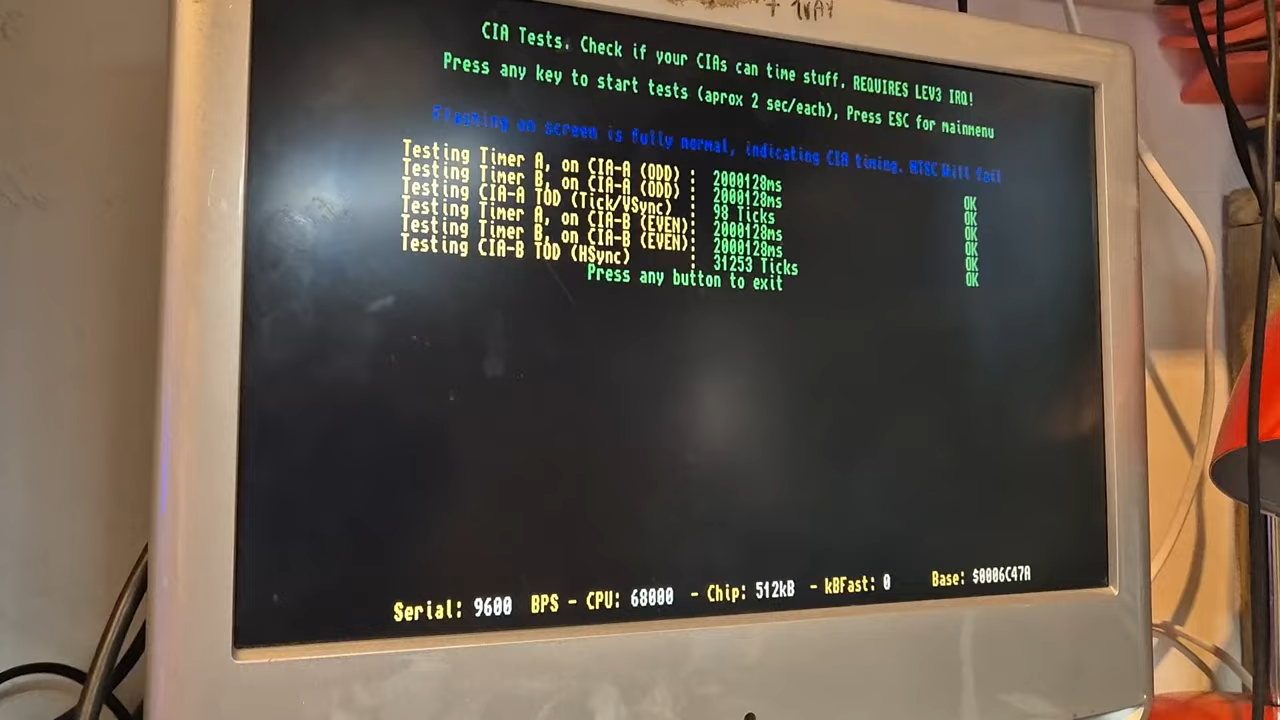 + TRAY
CIA Tests. Check if your CIAs can time stuff. REQUIRES LEV3 IRQ!
Press any key to start tests (aprox 2 sec/each), Press ESC for mainmenu
Flashing on screen is fully normal, indicating CIA timing. NTSC Will fail
Testing Timer A, on CIA-A (ODD) : 2000128ms OK
Testing Timer B, on CIA-A (ODD) : 2000128ms OK
Testing CIA-A TOD (Tick/VSync) : 98 Ticks OK
Testing Timer A, on CIA-B (EVEN): 2000128ms OK
Testing Timer B, on CIA-B (EVEN): 2000128ms OK
Testing CIA-B TOD (HSync) : 31253 Ticks OK
Press any button to exit
Serial: 9600 BPS - CPU: 68000 - Chip: 512kB - kBFast: 0 Base: $0006C47A